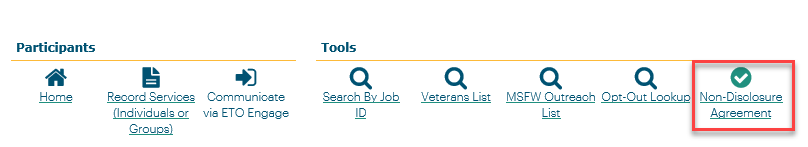 Participants
Tools
Home
Record Services
(Individuals or
Groups)
Communicate
via ETO Engage
Search By Job
ID
Veterans List
MSFW Outreach
List
Opt-Out Lookup
Non-Disclosure
Agreement